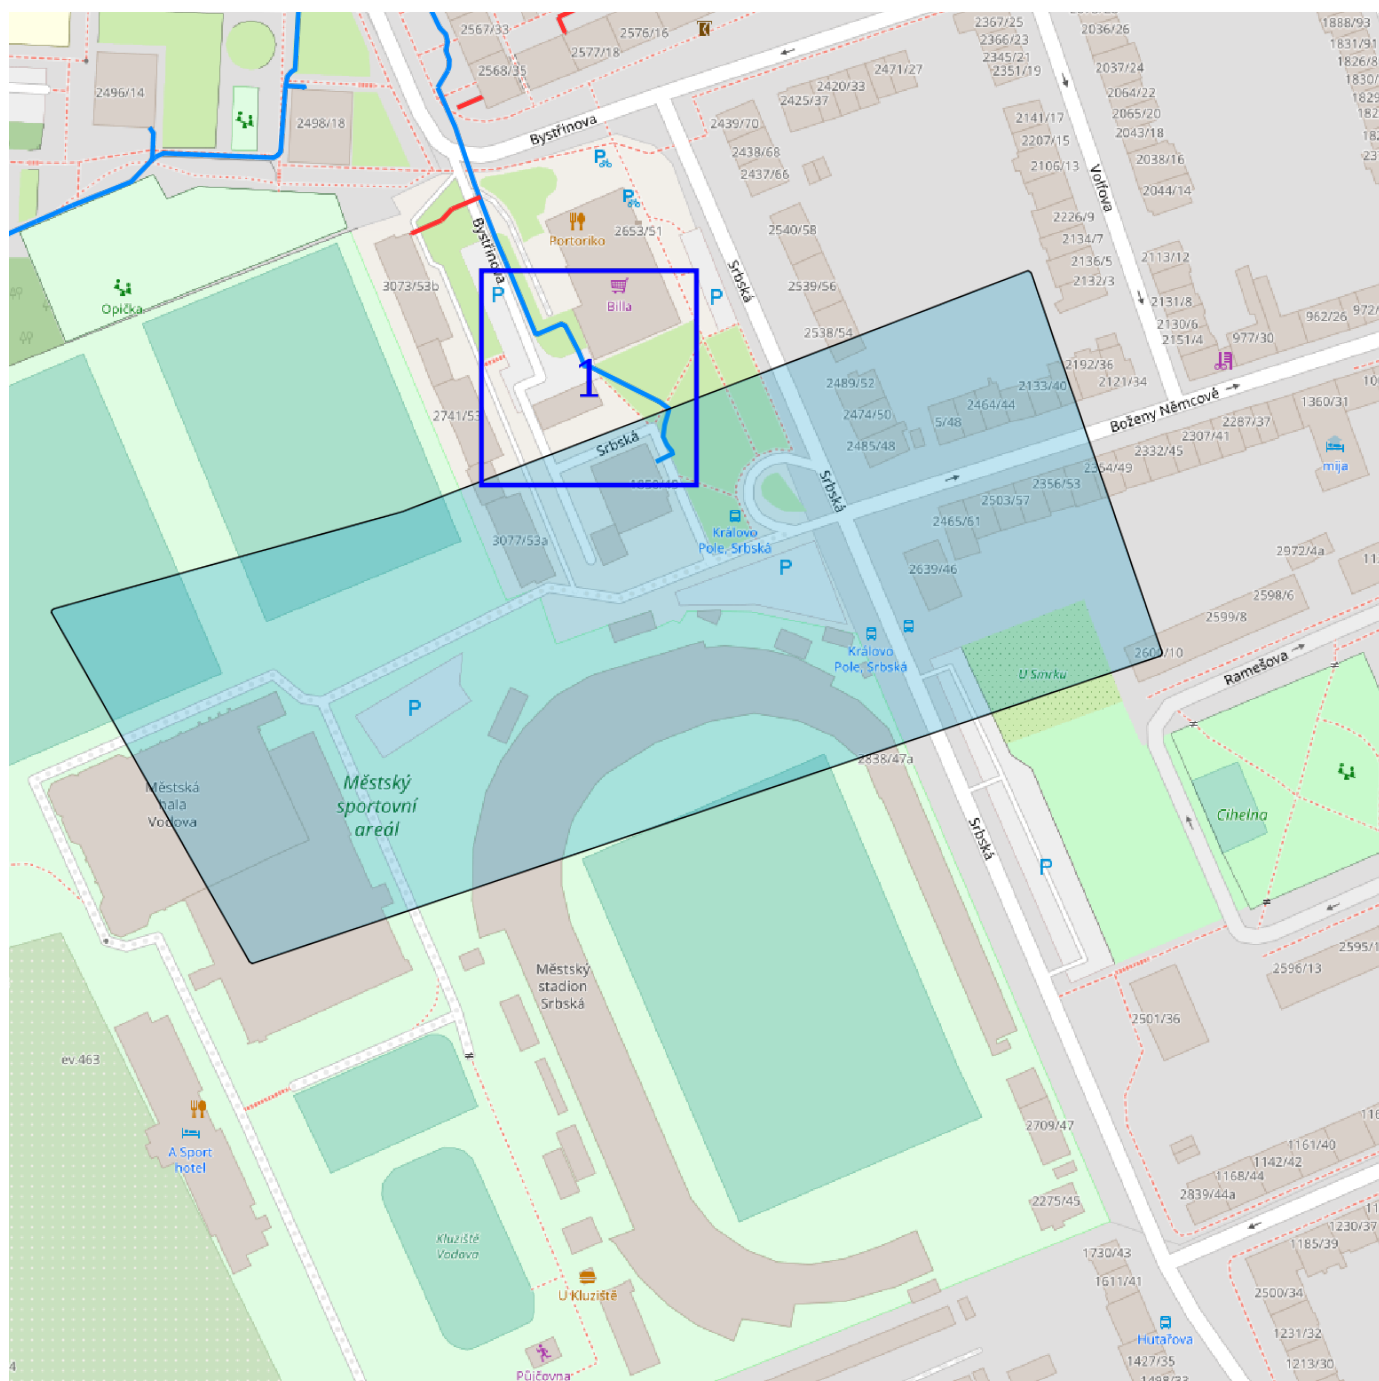 2567/33
2576/16
2577/18
2568/35
2367/25
2366/23
2345/21
2351/19
2036/26
2037/24
2064/22
2065/20
2043/18
2038/16
2044/14
1888/93
1831/91
2496/14
2498/18
Bystřinova
2471/27
2420/33
2425/37
2439/70
2438/68
2437/66
2141/17
2207/15
2106/13
Volfova
2226/9
2134/7
2136/5
2132/3
2113/12
2131/8
2130/6
2151/4
977/30
962/26
Bystřinova
Portoriko
2653/51
2540/58
Srbská
2539/56
2538/54
3073/53b
P
Billa
P
Opička
1
2741/53
Srbská
2489/52
2474/50
2485/48
5/48
2464/44
2133/40
2192/36
2121/34
Boženy Němcové
2287/37
2307/41
2332/45
2354/49
2356/53
2503/57
2465/61
1360/31
mija
Srbská
3077/53a
Královo
Pole, Srbská
P
2639/46
2972/4a
2598/6
2599/8
Ramešova
Královo
Pole, Srbská
U Smrku
P
Městská
hala
Vodova
Městský
sportovní
areál
2838/47a
Srbská
P
Cihelna
Městský
stadion
Srbská
2596/13
2501/36
ev.463
A Sport
hotel
2709/47
2275/45
1161/40
1142/42
1168/44
2839/44a
1230/37
1185/39
Kluziště
Vodova
U Kluziště
1730/43
1611/41
2500/34
1231/32
1213/30
Hutařova
1427/35
1498/33
Půjčovna